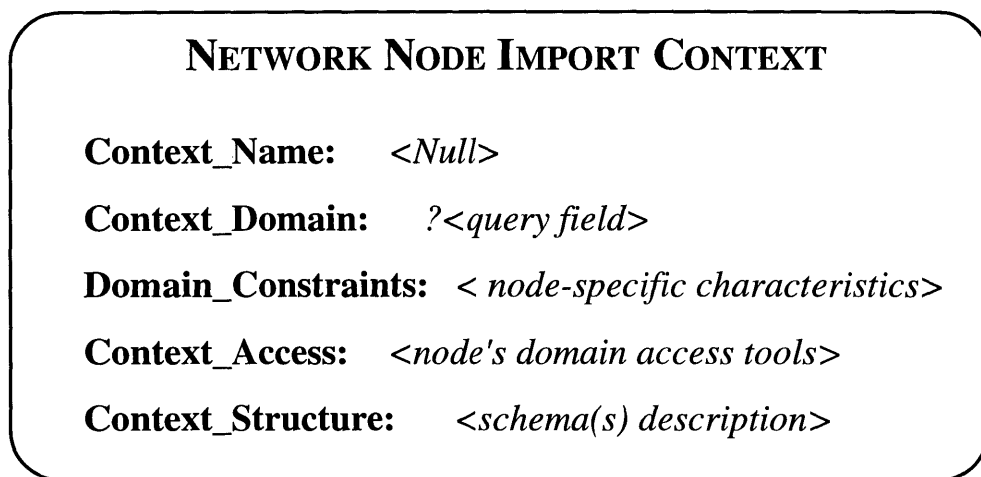 NETWORK NODE IMPORT CONTEXT
Context_Name: <Null>
Context_Domain: ?<query field>
Domain_Constraints: < node-specific characteristics>
Context_Access: <node's domain access tools>
Context_Structure: <schema(s) description>